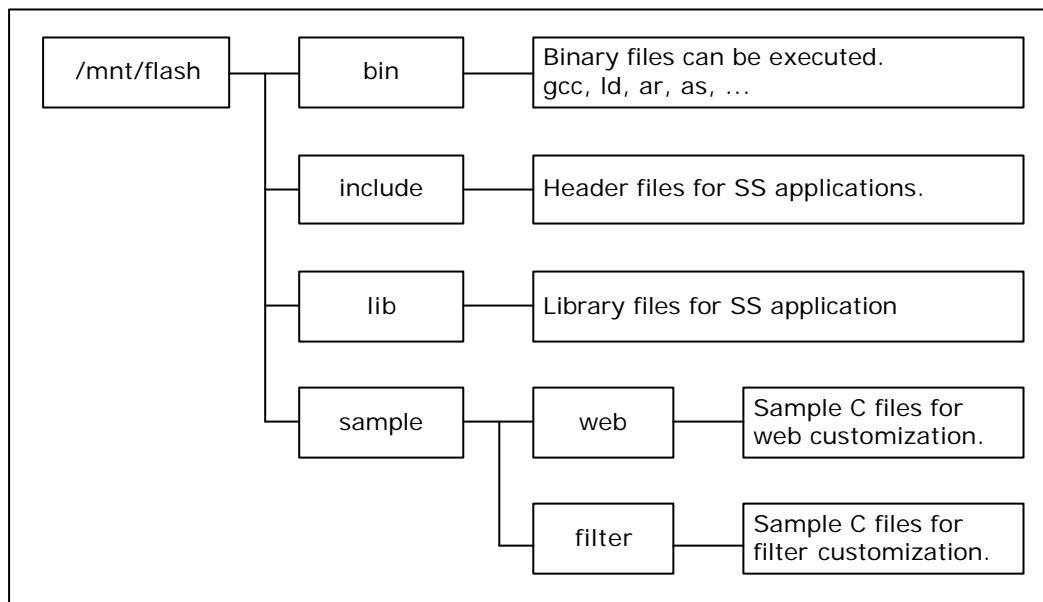 /mnt/flash
bin
Binary files can be executed.
gcc, ld, ar, as, …
include
Header files for SS applications.
lib
Library files for SS application
sample
web
Sample C files for
web customization.
filter
Sample C files for
filter customization.